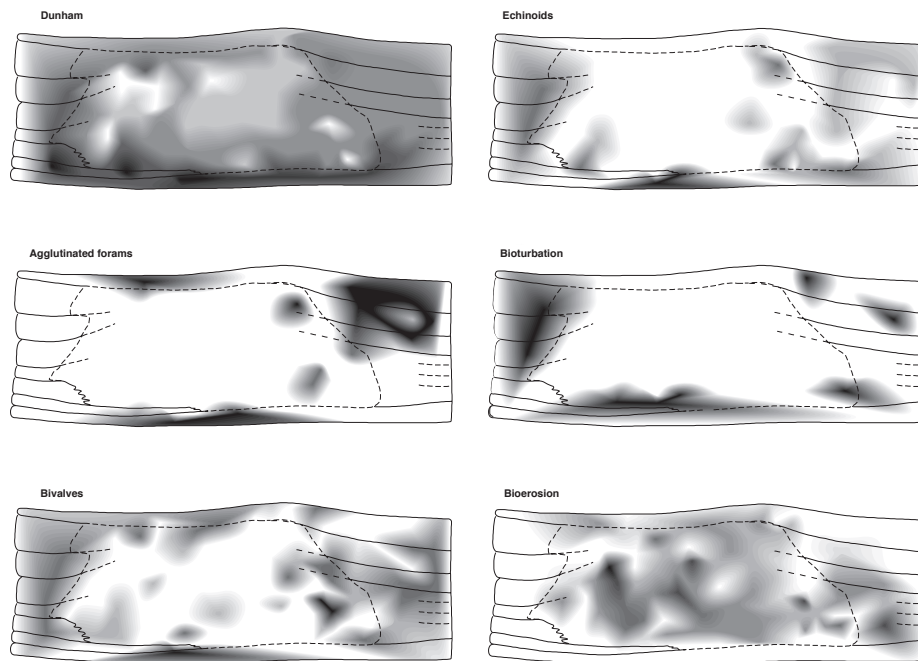 Dunham
Echinoids
Agglutinated forams
Bioturbation
Bivalves
Bioerosion